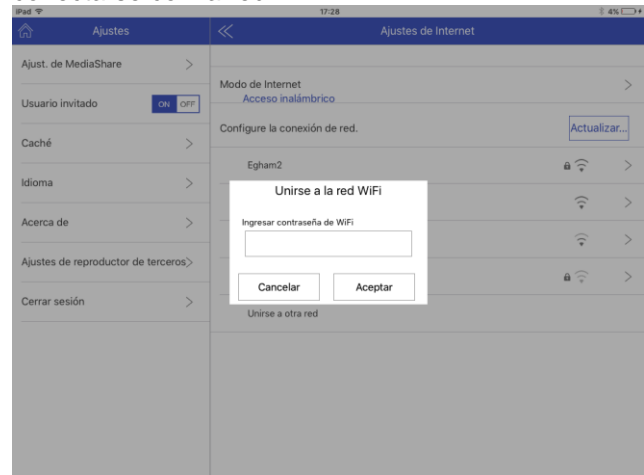 iPad 17:28 4%
Ajustes
Ajustes de Internet
Ajust. de MediaShare
Usuario invitado ON OFF
Caché
Idioma
Acerca de
Ajustes de reproductor de terceros
Cerrar sesión
Modo de Internet
Acceso inalámbrico
Configure la conexión de red. Actualizar...
Egham2
Unirse a la red WiFi
Ingresar contraseña de WiFi
Cancelar Aceptar
Unirse a otra red